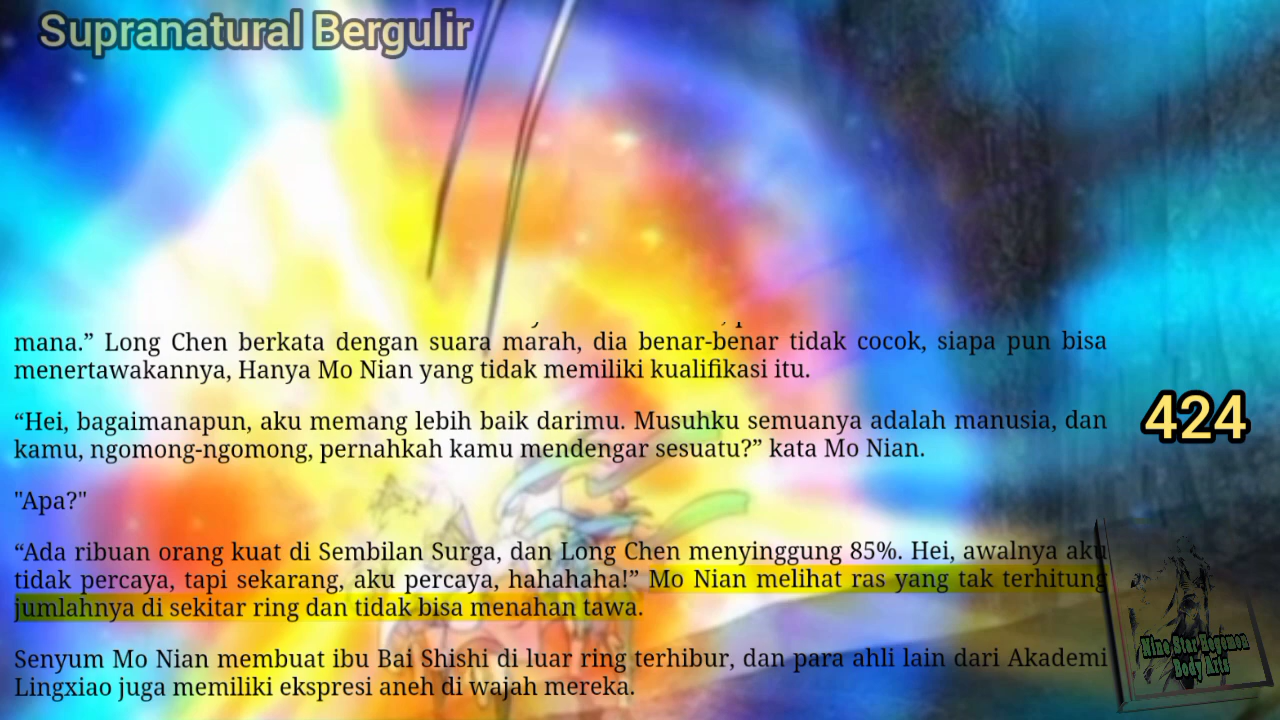 Supranatural Bergulir
mana.” Long Chen berkata dengan suara marah, dia benar-benar tidak cocok, siapa pun bisa
menertawakannya, Hanya Mo Nian yang tidak memiliki kualifikasi itu.
“Hei, bagaimanapun, aku memang lebih baik darimu. Musuhku semuanya adalah manusia, dan
kamu, ngomong-ngomong, pernahkah kamu mendengar sesuatu?” kata Mo Nian.
"Apa?"
“Ada ribuan orang kuat di Sembilan Surga, dan Long Chen menyinggung 85%. Hei, awalnya aku
tidak percaya, tapi sekarang, aku percaya, hahahaha!” Mo Nian melihat ras yang tak terhitung
jumlahnya di sekitar ring dan tidak bisa menahan tawa.
Senyum Mo Nian membuat ibu Bai Shishi di luar ring terhibur, dan para ahli lain dari Akademi
Lingxiao juga memiliki ekspresi aneh di wajah mereka.
424
Nine Star Hegemon
Body Arts